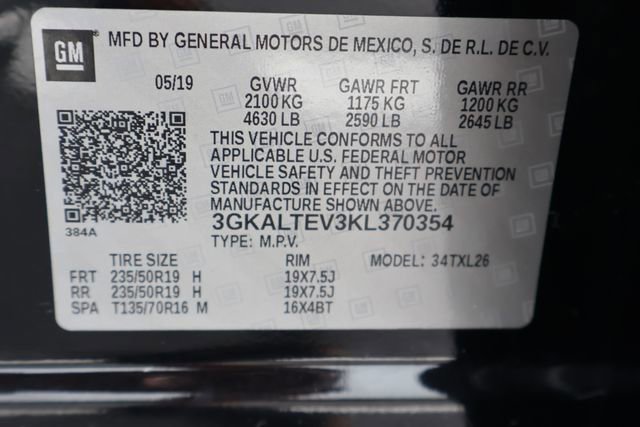 GM
MFD BY GENERAL MOTORS DE MEXICO, S. DE R.L. DE C.V.
05/19 GVWR GAWR FRT GAWR RR
2100 KG 1175 KG 1200 KG
4630 LB 2590 LB 2645 LB
THIS VEHICLE CONFORMS TO ALL
APPLICABLE U.S. FEDERAL MOTOR
VEHICLE SAFETY AND THEFT PREVENTION
STANDARDS IN EFFECT ON THE DATE OF
MANUFACTURE SHOWN ABOVE.
384A 3GKALTEV3KL370354
TYPE: M.P.V. MODEL: 34TXL26
TIRE SIZE RIM
FRT 235/50R19 H 19X7.5J
RR 235/50R19 H 19X7.5J
SPA T135/70R16 M 16X4BT